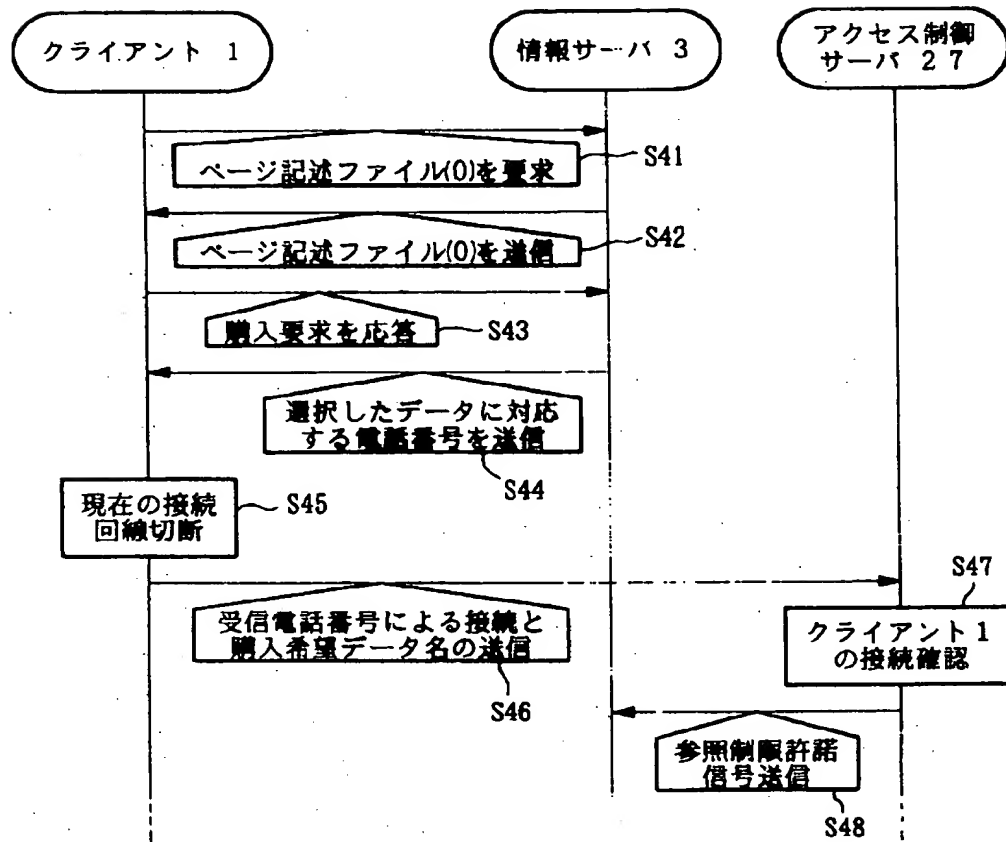 クライアント 1
情報サーバ 3
アクセス制御
サーバ 27
ページ記述ファイル(0)を要求
S41
ページ記述ファイル(0)を送信
S42
購入要求を応答
S43
選択したデータに対応
する電話番号を送信
S44
現在の接続
回線切断
S45
受信電話番号による接続と
購入希望データ名の送信
S46
S47
クライアント1
の接続確認
参照制限許諾
信号送信
S48